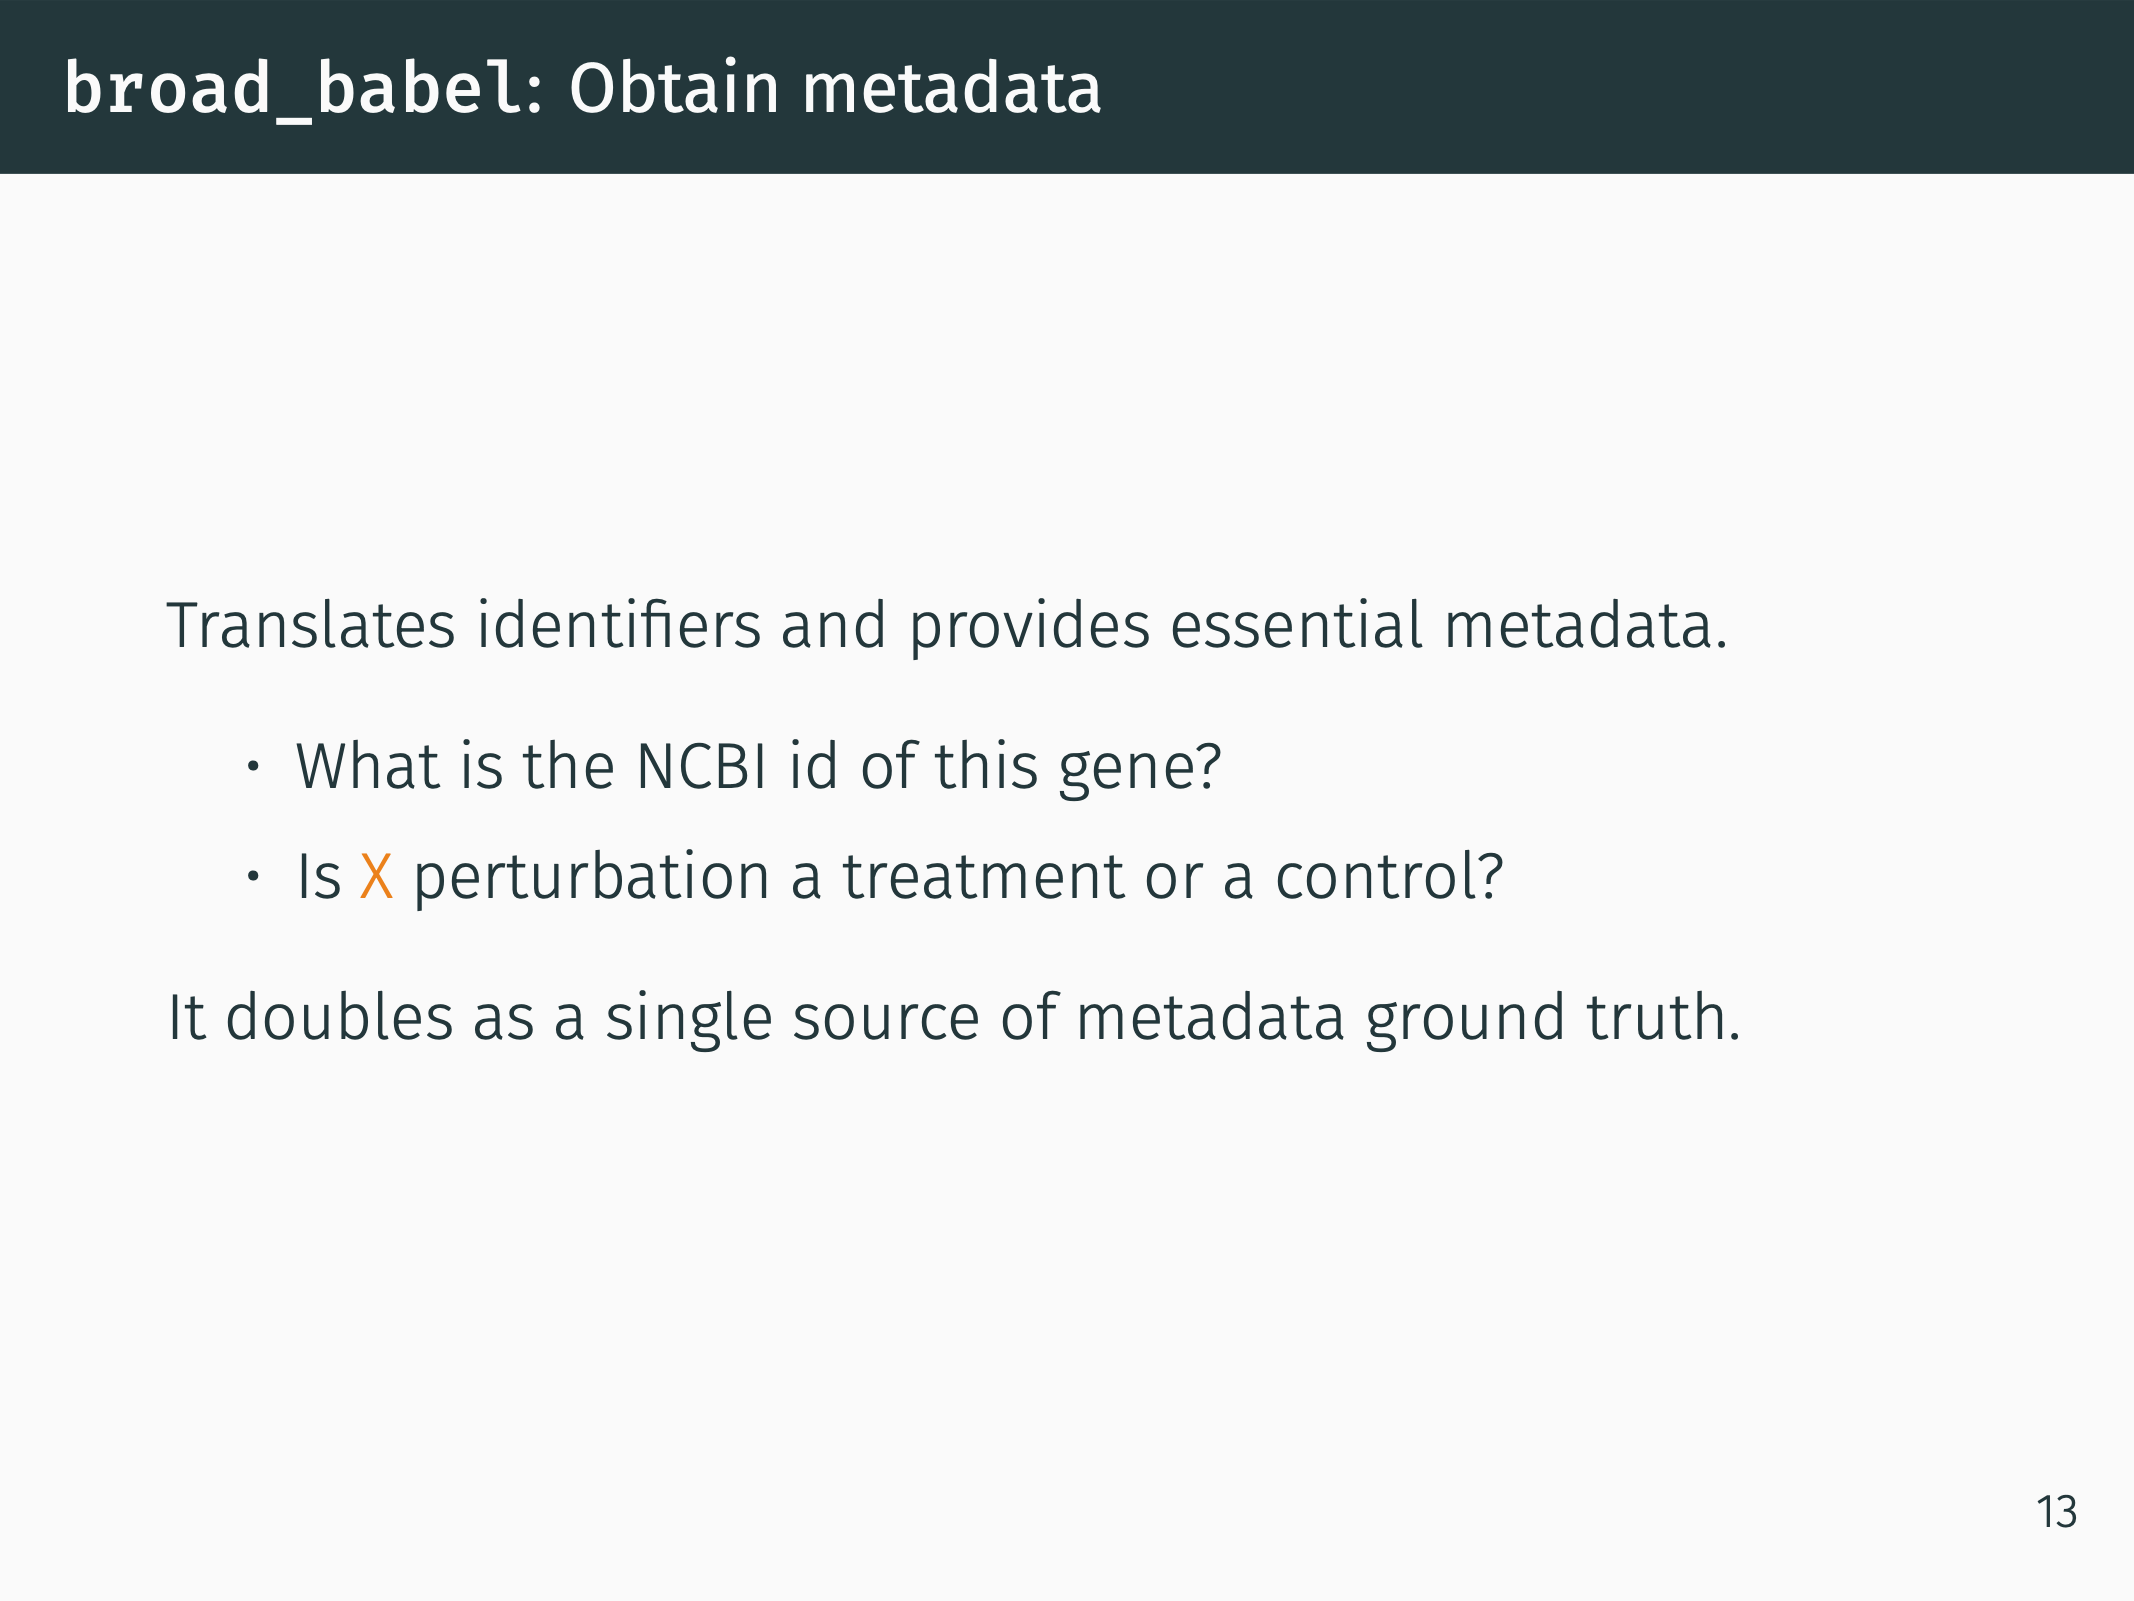 broad_babel: Obtain metadata
Translates identifiers and provides essential metadata.
• What is the NCBI id of this gene?
• Is X perturbation a treatment or a control?
It doubles as a single source of metadata ground truth.
13